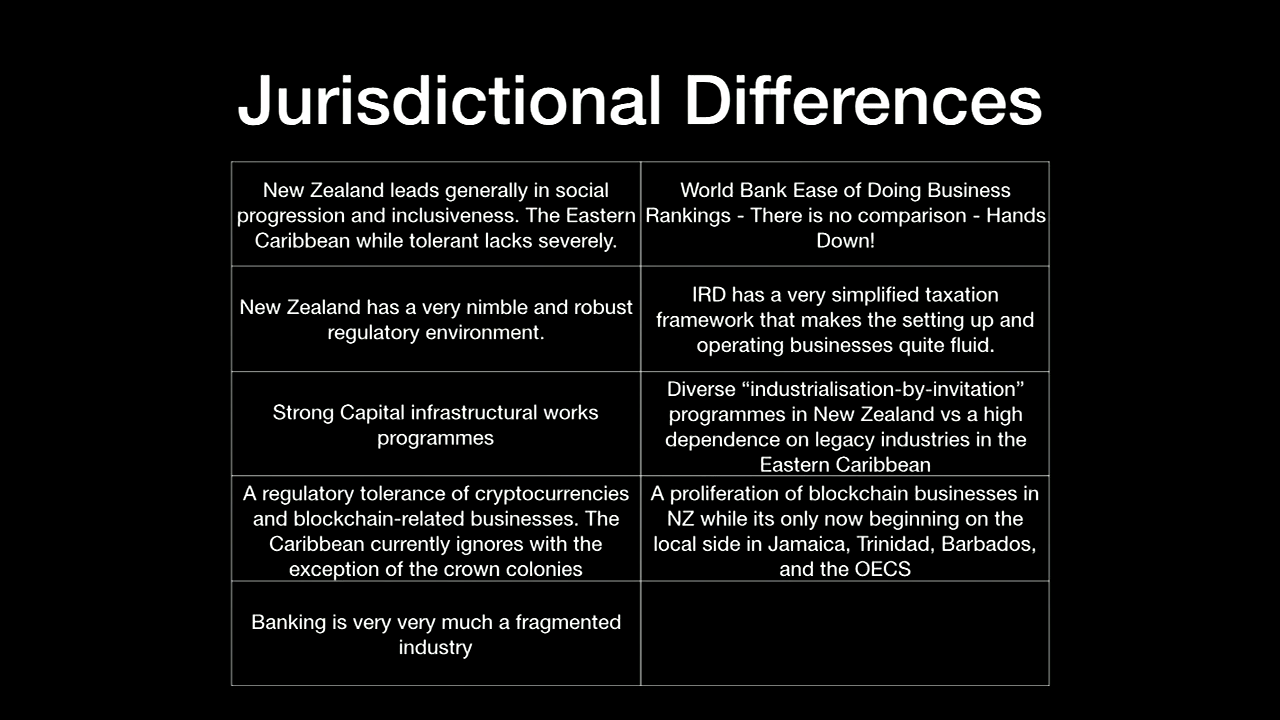 Jurisdictional Differences
New Zealand leads generally in social
progression and inclusiveness. The Eastern
Caribbean while tolerant lacks severely.
World Bank Ease of Doing Business
Rankings - There is no comparison - Hands
Down!
New Zealand has a very nimble and robust
regulatory environment.
IRD has a very simplified taxation
framework that makes the setting up and
operating businesses quite fluid.
Strong Capital infrastructural works
programmes
Diverse “industrialisation-by-invitation”
programmes in New Zealand vs a high
dependence on legacy industries in the
Eastern Caribbean
A regulatory tolerance of cryptocurrencies
and blockchain-related businesses. The
Caribbean currently ignores with the
exception of the crown colonies
A proliferation of blockchain businesses in
NZ while its only now beginning on the
local side in Jamaica, Trinidad, Barbados,
and the OECS
Banking is very very much a fragmented
industry